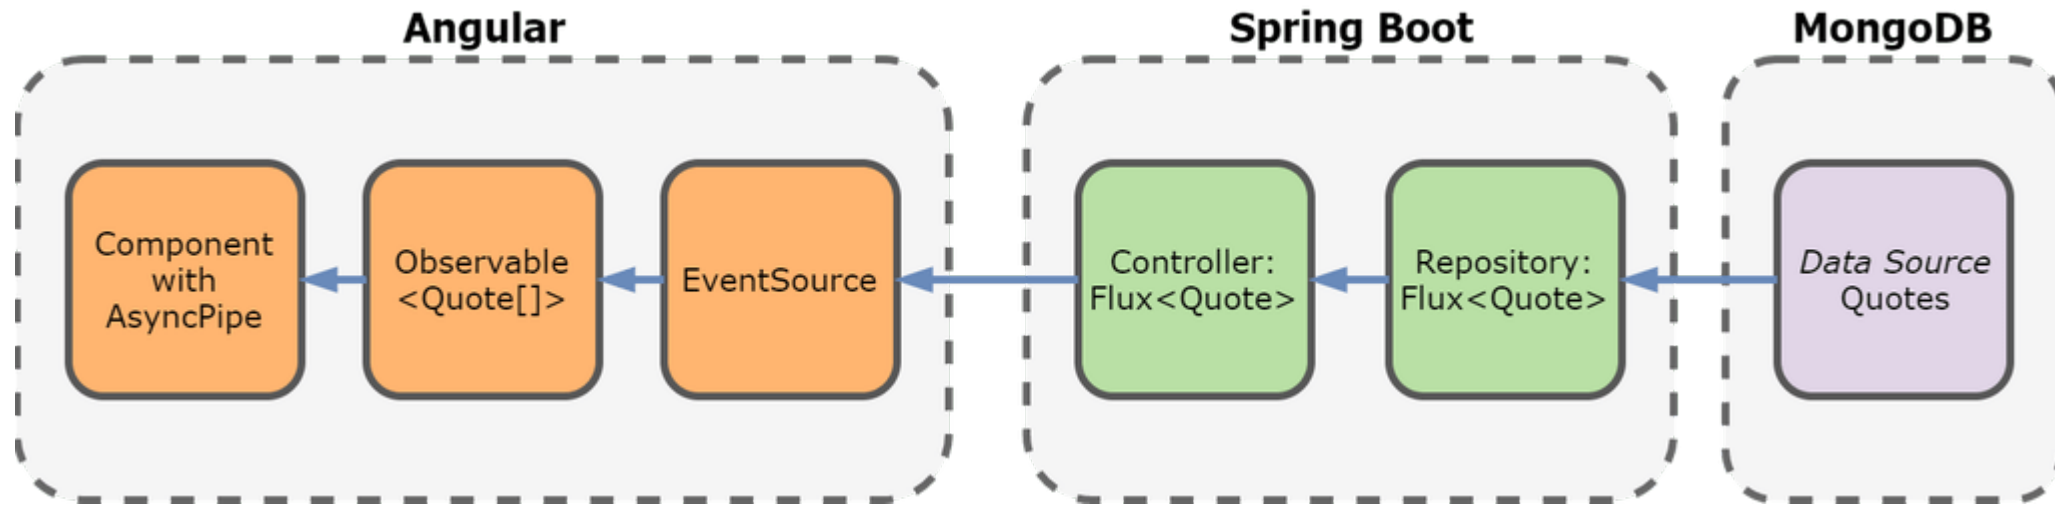 Angular
Spring Boot
MongoDB
Component
with
AsyncPipe
Observable
<Quote[]>
EventSource
Controller:
Flux<Quote>
Repository:
Flux<Quote>
Data Source
Quotes